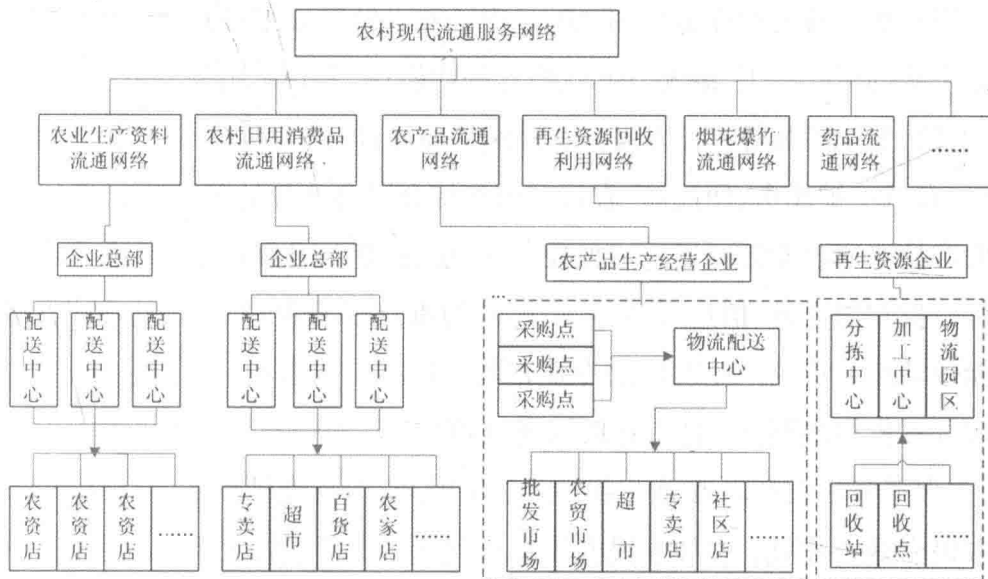 农村现代流通服务网络
农业生产资料
流通网络
农村日用消费品
流通网络
农产品流通
网络
再生资源回收
利用网络
烟花爆竹
流通网络
药品流
通网络
……
企业总部
企业总部
农产品生产经营企业
再生资源企业
配送中心
配送中心
配送中心
配送中心
配送中心
配送中心
…
采购点
采购点
采购点
物流配送
中心
分拣中心
加工中心
物流园区
农资店
农资店
农资店
……
专卖店
超市
百货店
农家店
……
批发市场
农贸市场
超市
专卖店
社区店
……
回收站
回收点
……